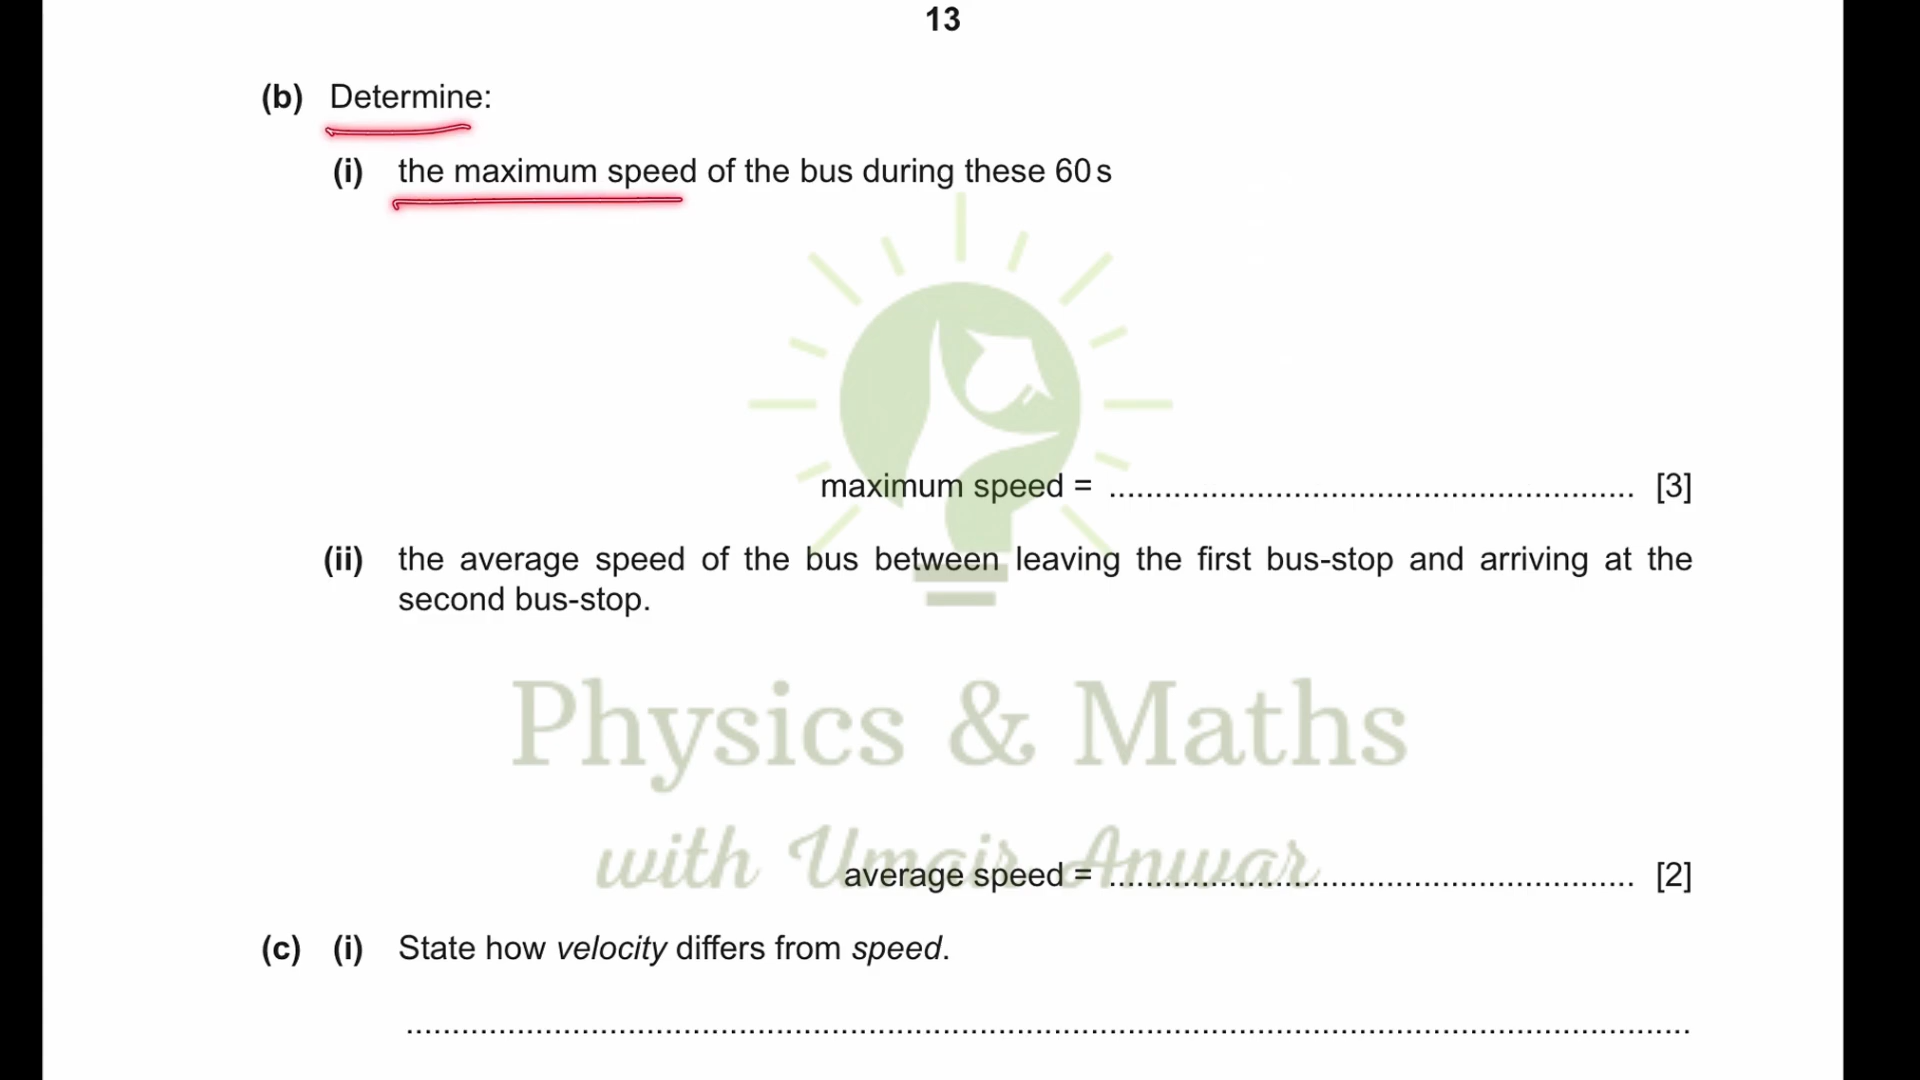 13
(b) Determine:
(i) the maximum speed of the bus during these 60 s
maximum speed = .......................................................... [3]
(ii) the average speed of the bus between leaving the first bus-stop and arriving at the
second bus-stop.
Physics & Maths
with Umair Anwar
average speed = .......................................................... [2]
(c) (i) State how velocity differs from speed.
..............................................................................................................................................